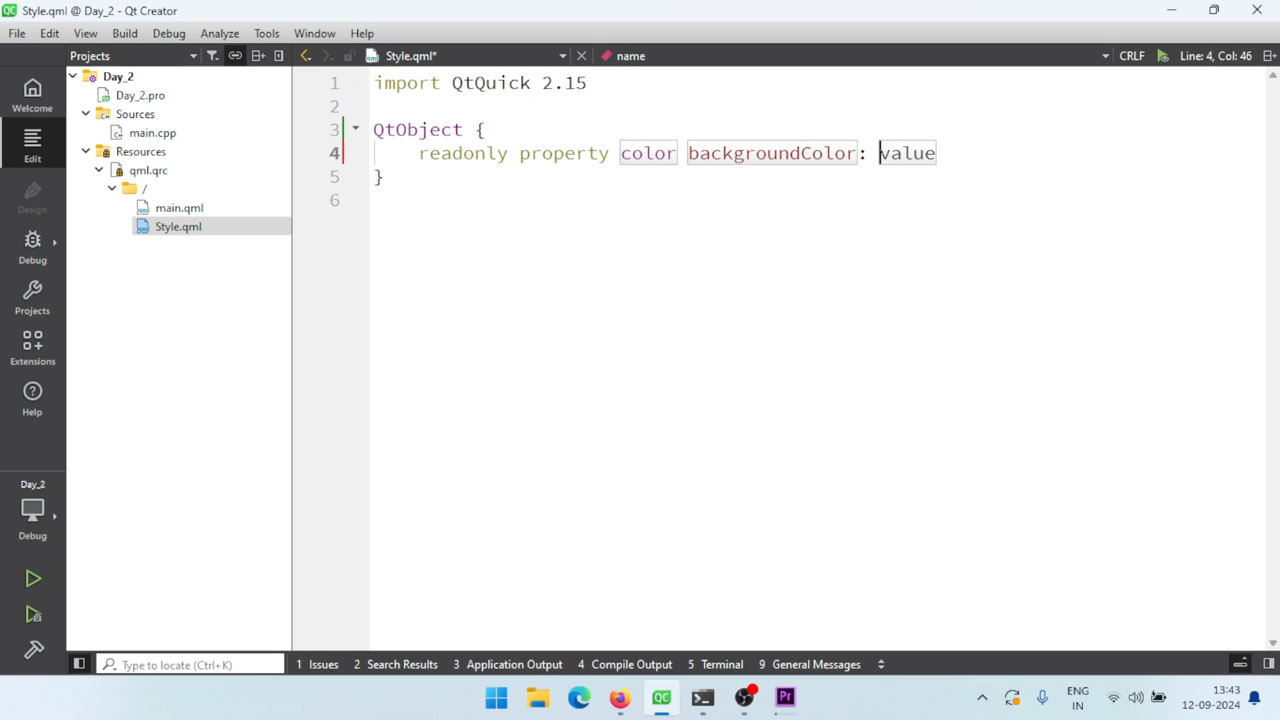 Style.qml @ Day_2 - Qt Creator
File Edit View Build Debug Analyze Tools Window Help
Projects Style.qml* name CRLF Line: 4, Col: 46
Welcome
Edit
Design
Debug
Projects
Extensions
Help
Day_2
Debug
Day_2
Day_2.pro
Sources
main.cpp
Resources
qml.qrc
/
main.qml
Style.qml
1 import QtQuick 2.15
2
3 QtObject {
4 readonly property color backgroundColor: value
5 }
6
Type to locate (Ctrl+K) 1 Issues 2 Search Results 3 Application Output 4 Compile Output 5 Terminal 9 General Messages
QC
Pr
ENG
IN
13:43
12-09-2024